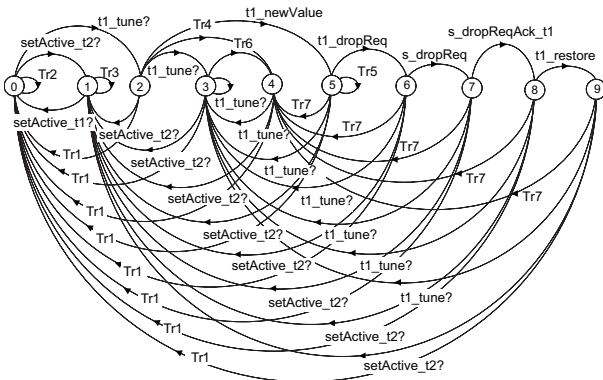 t1_tune? Tr4 t1_newValue
s_dropReqAck_t1
setActive_t2? Tr6 t1_dropReq s_dropReq t1_restore
Tr2 Tr3 t1_tune? Tr5
0 1 2 3 4 5 6 7 8 9
t1_tune? Tr7
setActive_t1? setActive_t2? t1_tune? Tr7
Tr1 setActive_t2? Tr7 Tr7
Tr1 t1_tune?
Tr1 setActive_t2? t1_tune? Tr7
Tr1 setActive_t2? t1_tune?
Tr1 setActive_t2? t1_tune?
Tr1 setActive_t2? t1_tune?
Tr1 setActive_t2?
Tr1 setActive_t2?